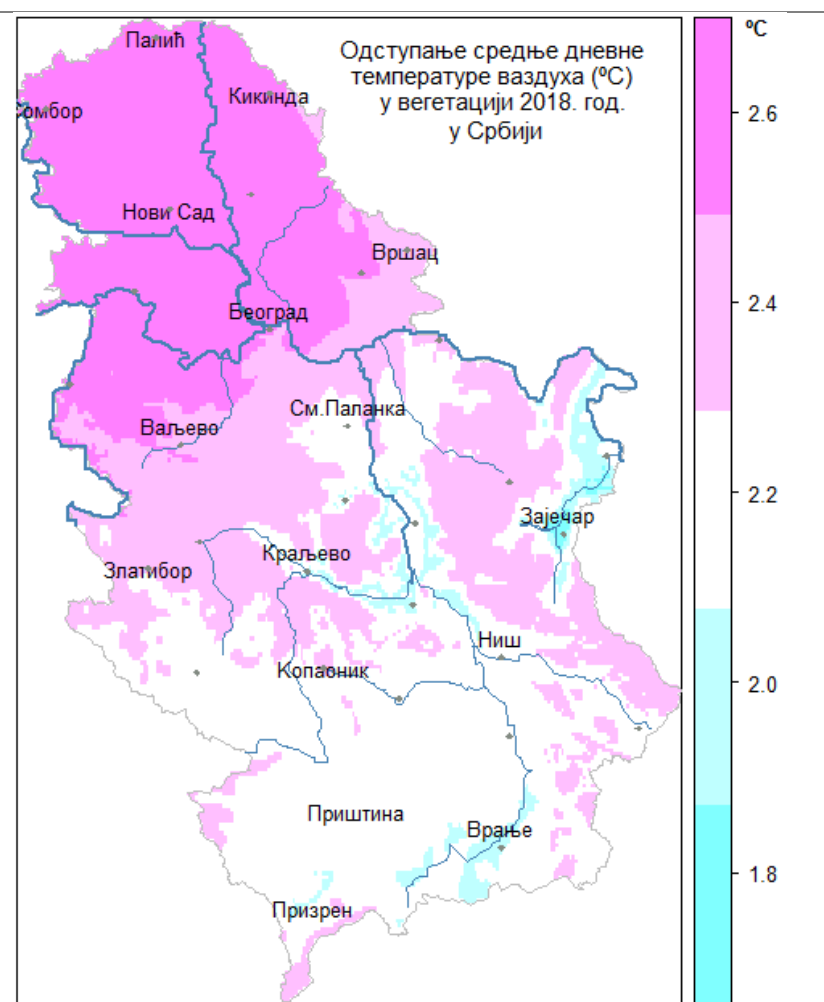 Одступање средње дневне
температуре ваздуха (ºC)
у вегетацији 2018. год.
у Србији
ºC
2.6
2.4
2.2
2.0
1.8
Палић
Кикинда
омбор
Нови Сад
Вршац
Београд
См.Паланка
Ваљево
Зајечар
Краљево
Златибор
Ниш
Копаоник
Приштина
Врање
Призрен